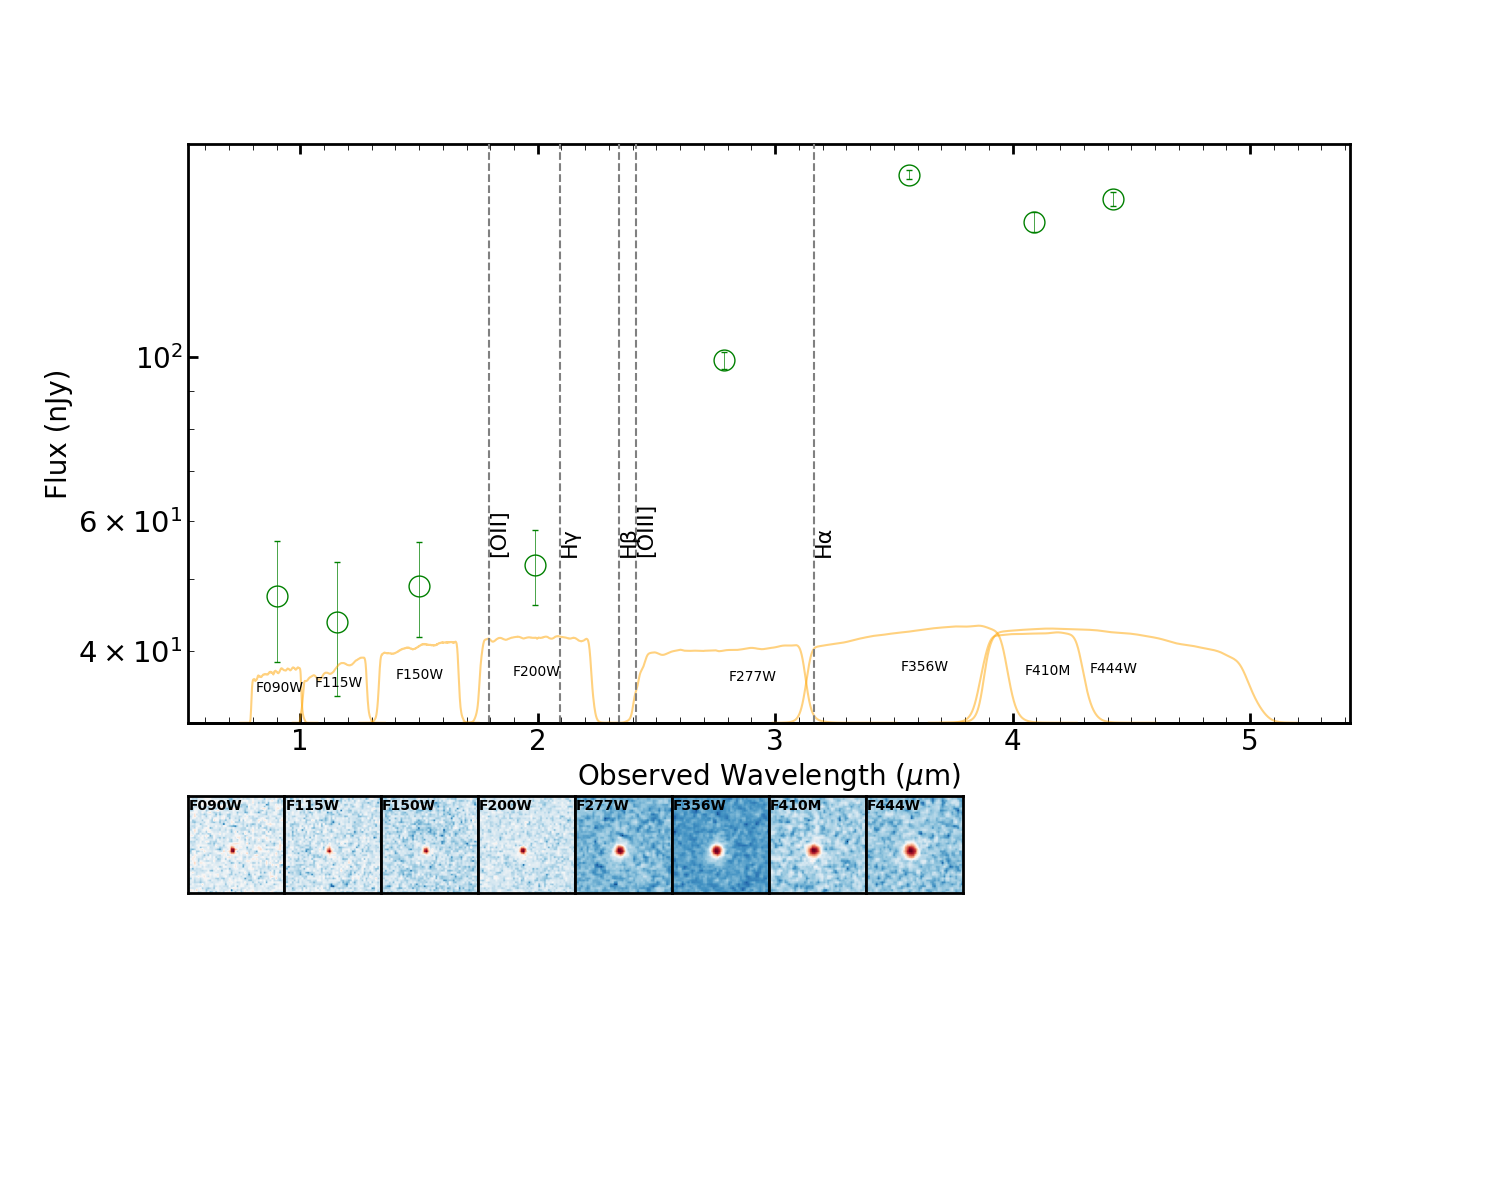 10²
6 × 10¹
4 × 10¹
Flux (nJy)
[OII]
Hγ
Hβ
[OIII]
Hα
F090W
F115W
F150W
F200W
F277W
F356W
F410M
F444W
1 2 3 4 5
Observed Wavelength (μm)
F090W F115W F150W F200W F277W F356W F410M F444W